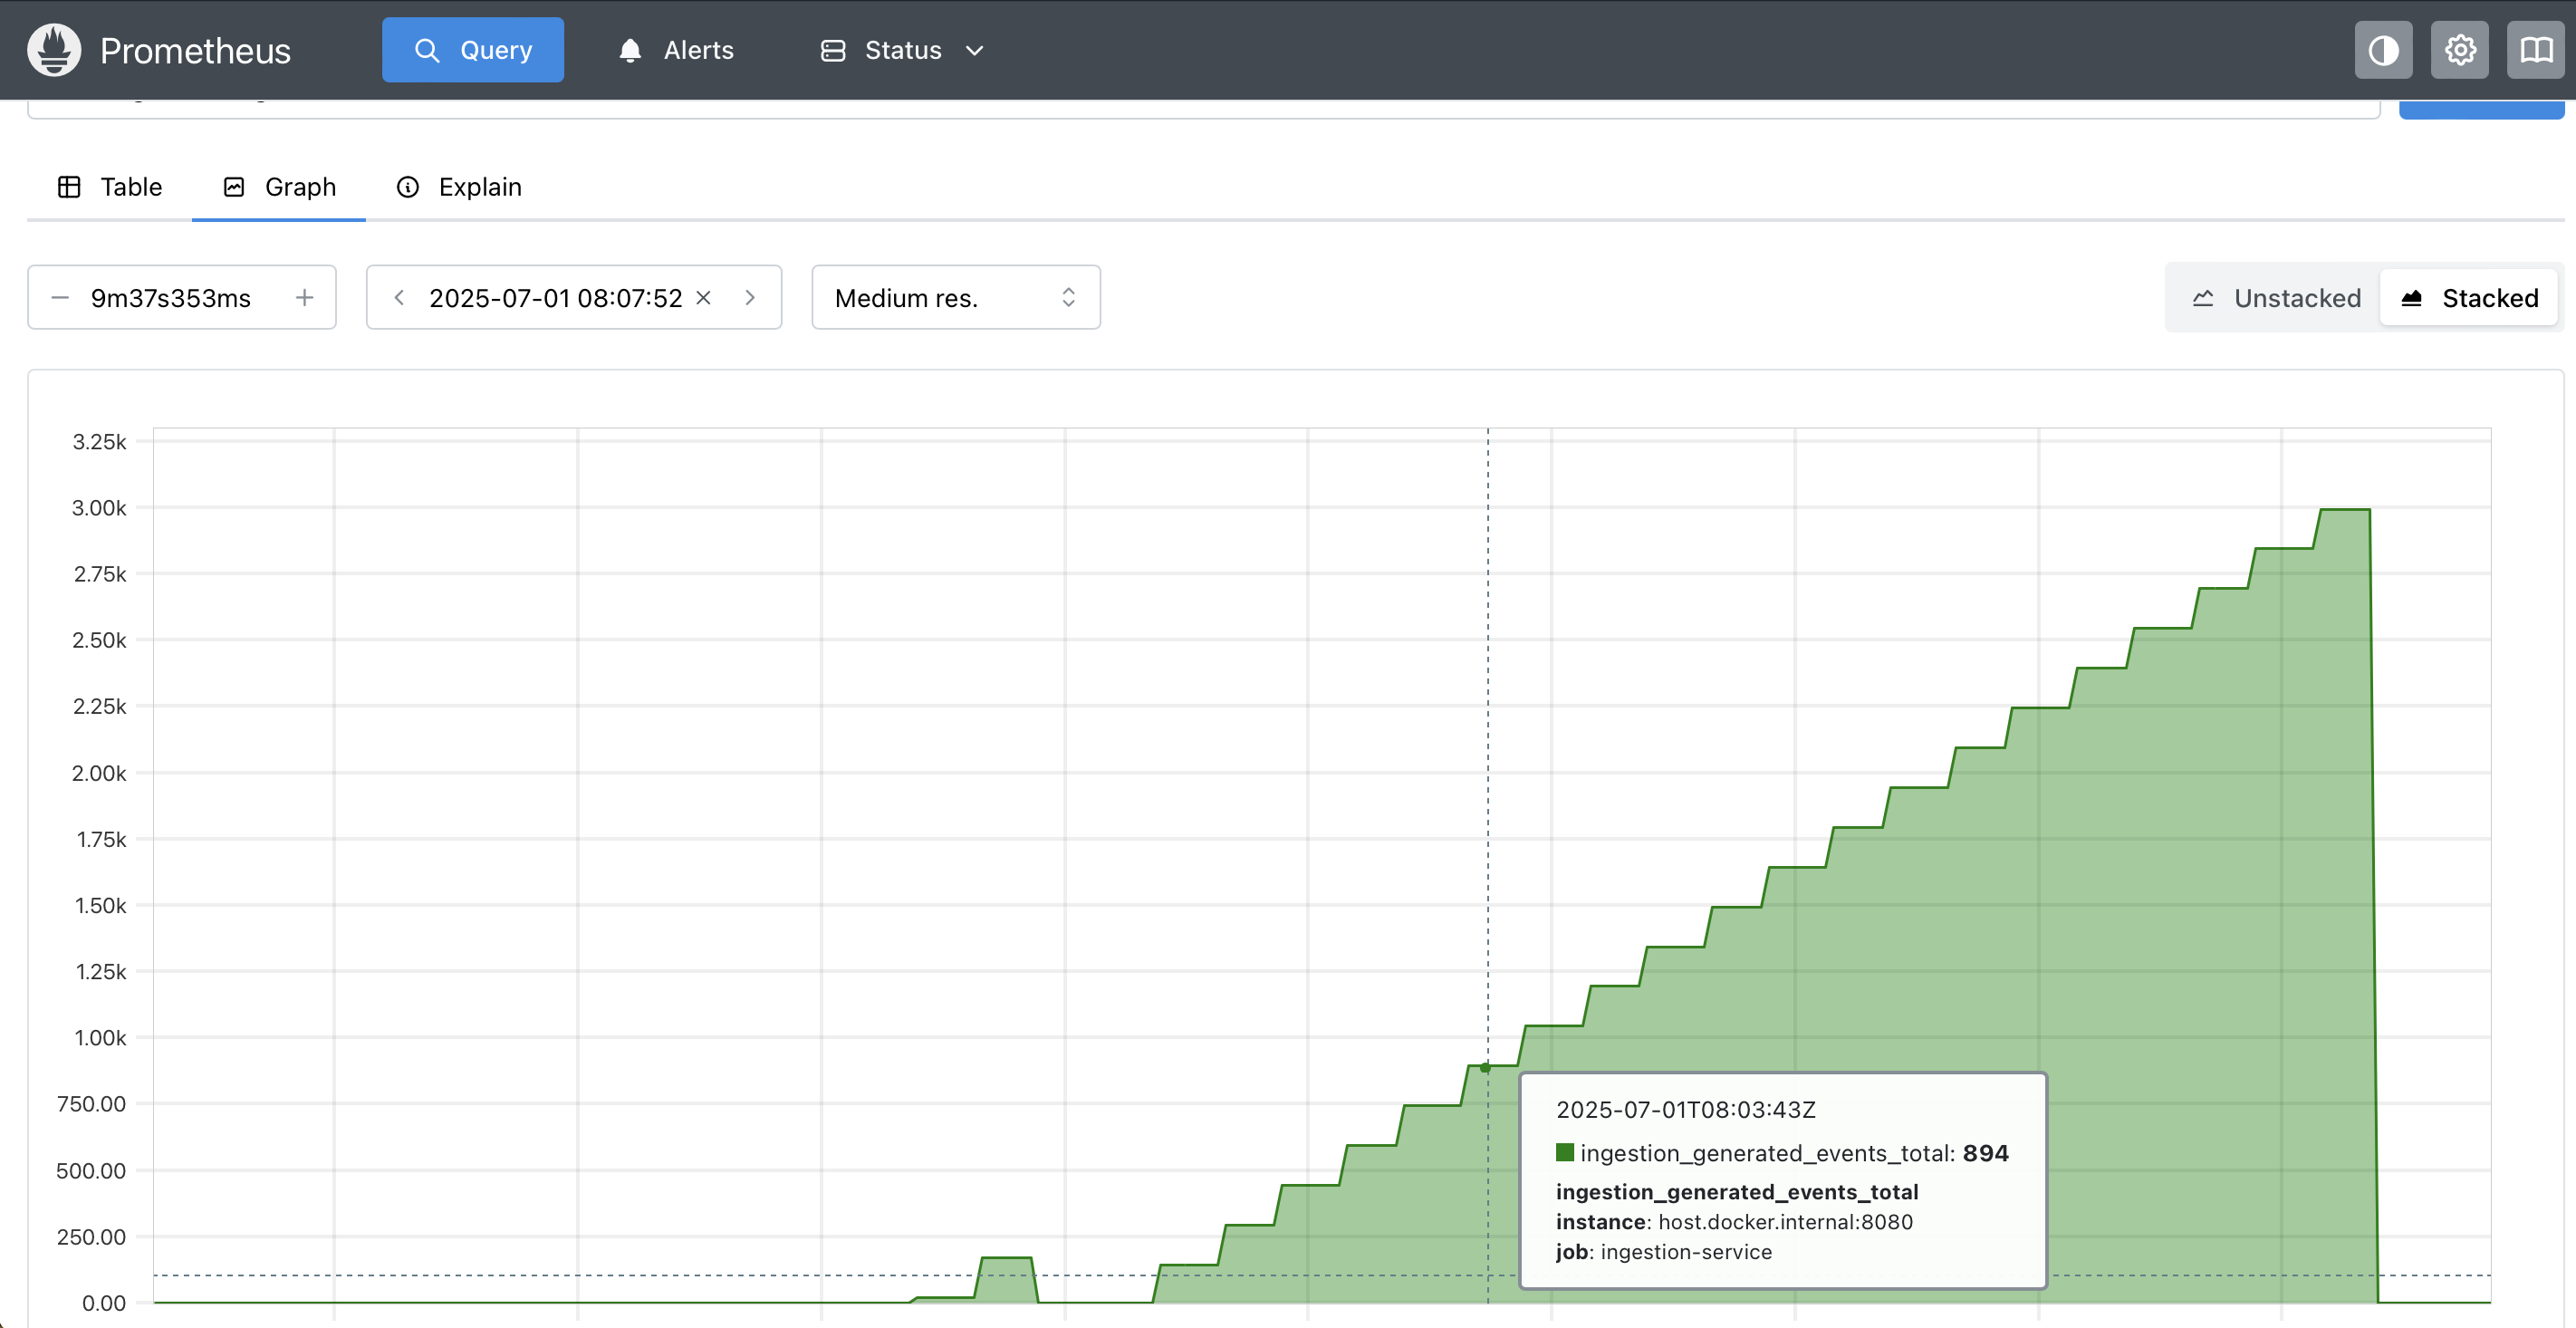 Prometheus
Query
Alerts
Status
Table
Graph
Explain
9m37s353ms
2025-07-01 08:07:52
Medium res.
Unstacked
Stacked
3.25k
3.00k
2.75k
2.50k
2.25k
2.00k
1.75k
1.50k
1.25k
1.00k
750.00
500.00
250.00
0.00
2025-07-01T08:03:43Z
ingestion_generated_events_total: 894
ingestion_generated_events_total
instance: host.docker.internal:8080
job: ingestion-service